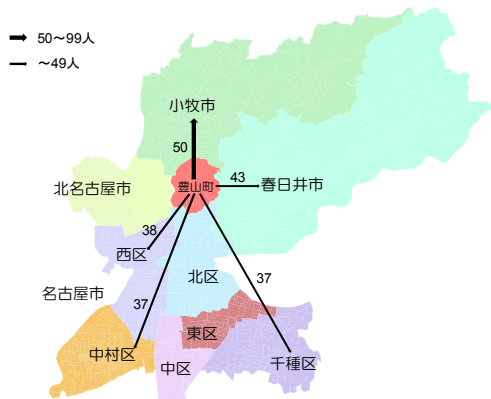 50～99人
～49人
小牧市
50
北名古屋市
豊山町
43
春日井市
38
西区
北区
名古屋市
37
37
東区
中村区
中区
千種区